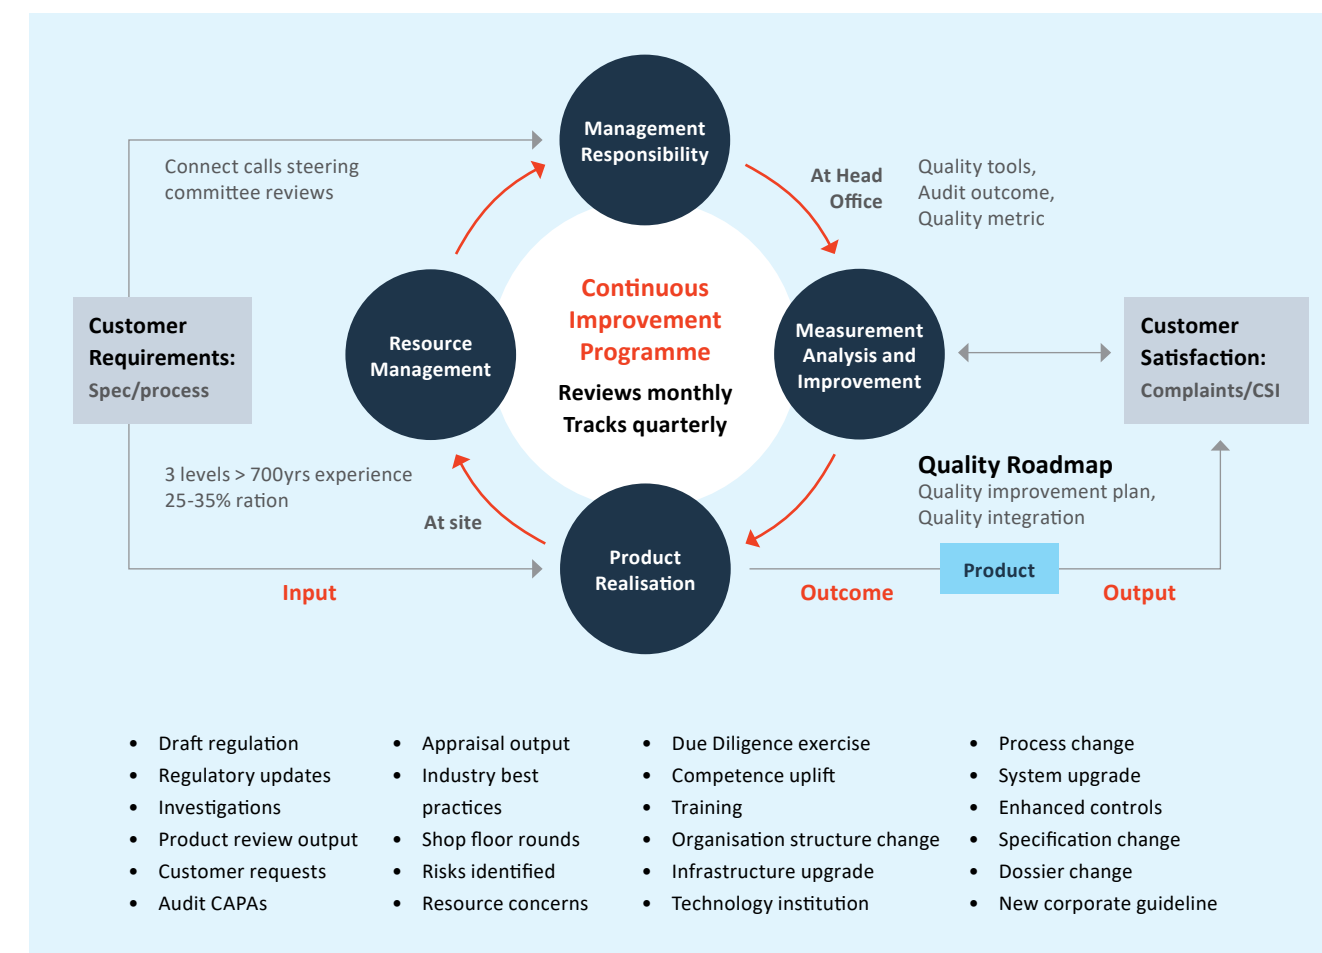 Management
Responsibility
Connect calls steering
committee reviews
At Head
Office
Quality tools,
Audit outcome,
Quality metric
Continuous
Improvement
Programme
Reviews monthly
Tracks quarterly
Customer
Requirements:
Spec/process
Resource
Management
Measurement
Analysis and
Improvement
Customer
Satisfaction:
Complaints/CSI
3 levels > 700yrs experience
25-35% ration
At site
Quality Roadmap
Quality improvement plan,
Quality integration
Product
Realisation
Product
Input
Outcome
Output
• Draft regulation
• Regulatory updates
• Investigations
• Product review output
• Customer requests
• Audit CAPAs
• Appraisal output
• Industry best
practices
• Shop floor rounds
• Risks identified
• Resource concerns
• Due Diligence exercise
• Competence uplift
• Training
• Organisation structure change
• Infrastructure upgrade
• Technology institution
• Process change
• System upgrade
• Enhanced controls
• Specification change
• Dossier change
• New corporate guideline